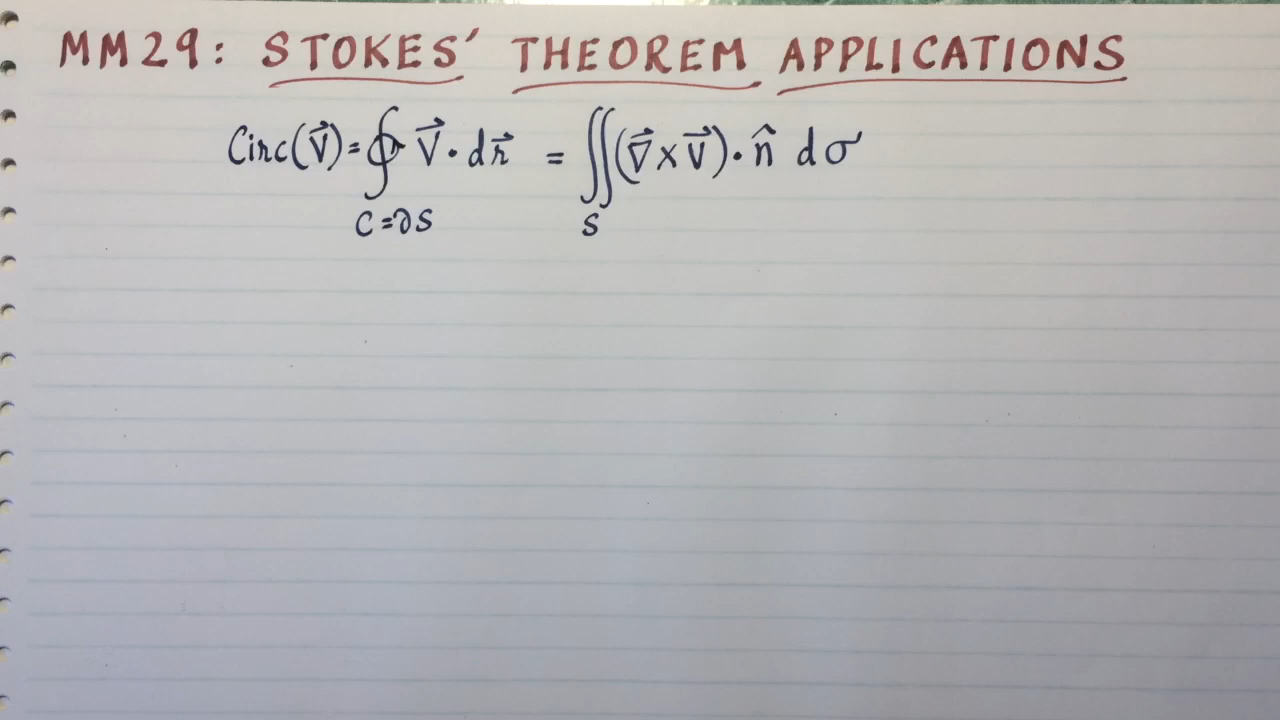 MM29: STOKES' THEOREM APPLICATIONS
Circ(V⃗) = ∮ V⃗ · dr⃗ = ∬ (∇⃗ × V⃗) · n̂ dσ
C = ∂S S